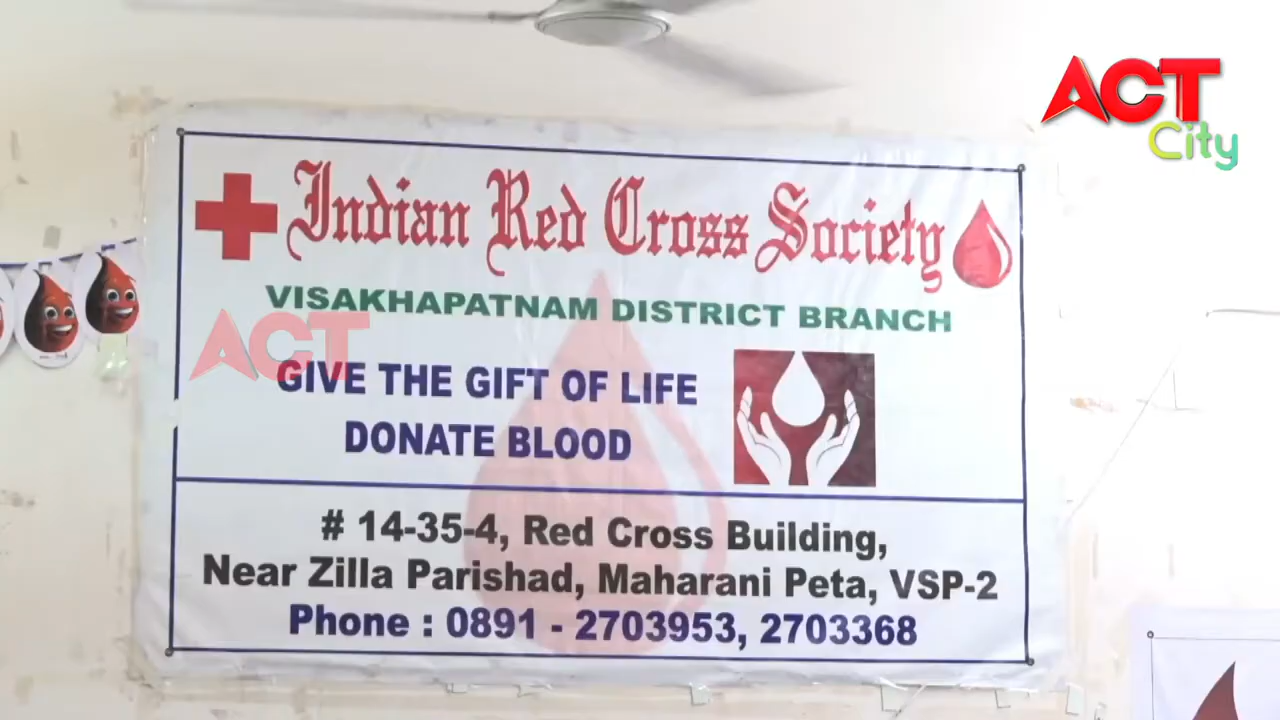 ACT
City
Indian Red Cross Society
VISAKHAPATNAM DISTRICT BRANCH
ACT
GIVE THE GIFT OF LIFE
DONATE BLOOD
# 14-35-4, Red Cross Building,
Near Zilla Parishad, Maharani Peta, VSP-2
Phone : 0891 - 2703953, 2703368